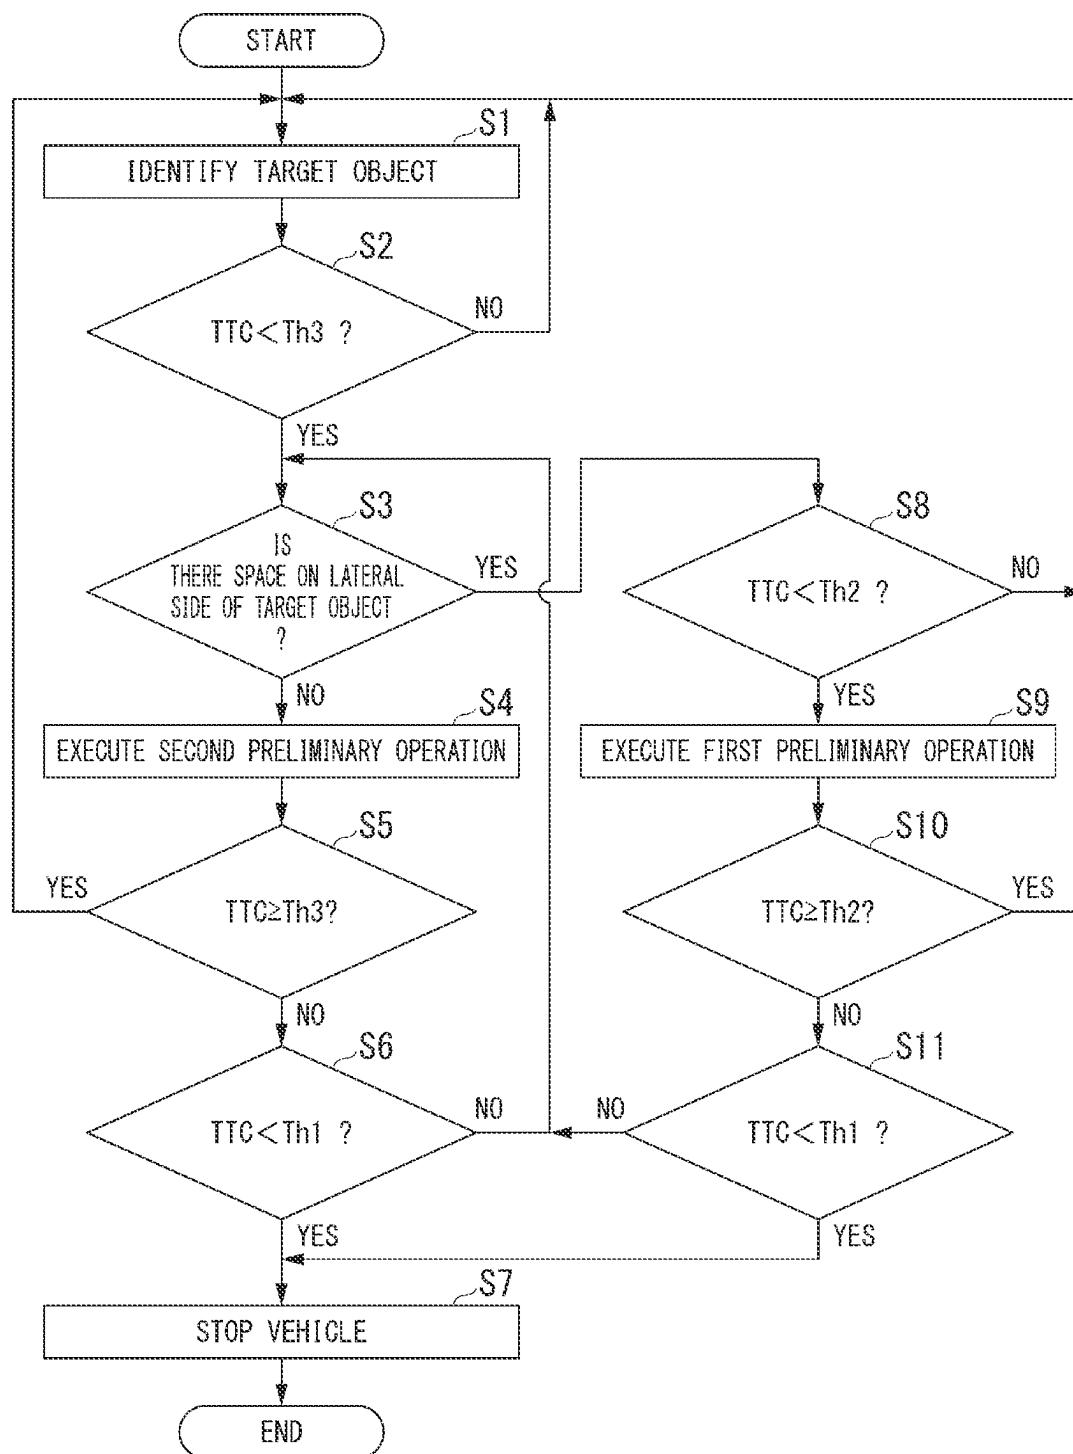 START
S1
IDENTIFY TARGET OBJECT
S2
TTC<Th3 ?
NO
YES
S3
IS
THERE SPACE ON LATERAL
SIDE OF TARGET OBJECT
?
YES
NO
S4
EXECUTE SECOND PRELIMINARY OPERATION
S5
TTC≥Th3?
YES
NO
S6
TTC<Th1 ?
NO
YES
S7
STOP VEHICLE
END
S8
TTC<Th2 ?
NO
YES
S9
EXECUTE FIRST PRELIMINARY OPERATION
S10
TTC≥Th2?
YES
NO
S11
TTC<Th1 ?
NO
YES